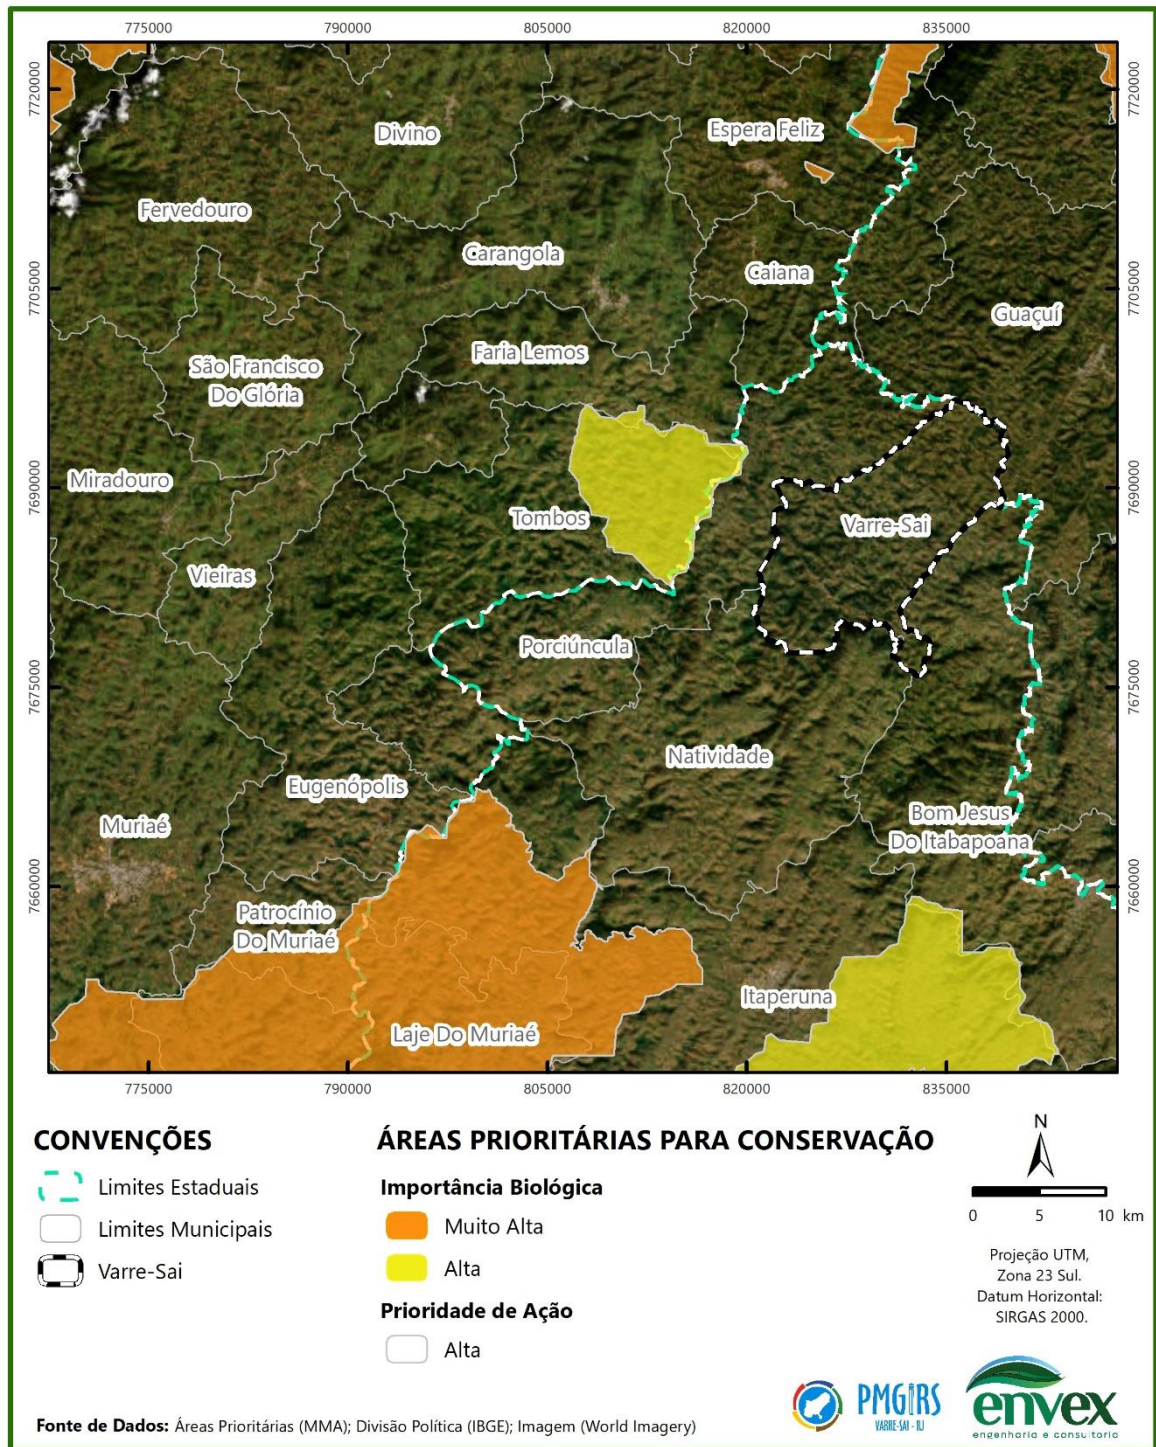 775000 790000 805000 820000 835000
7720000 7720000
Divino
Espera Feliz
Fervedouro
Carangola
Caiana
7705000 7705000
Guaçuí
Faria Lemos
São Francisco
Do Glória
Miradouro
7690000 7690000
Tombos
Varre-Sai
Vieiras
Porciúncula
7675000 7675000
Natividade
Eugenópolis
Muriaé
Bom Jesus
Do Itabapoana
7660000 7660000
Patrocínio
Do Muriaé
Itaperuna
Laje Do Muriaé
775000 790000 805000 820000 835000
CONVENÇÕES
Limites Estaduais
Limites Municipais
Varre-Sai
ÁREAS PRIORITÁRIAS PARA CONSERVAÇÃO
Importância Biológica
Muito Alta
Alta
Prioridade de Ação
Alta
N
0 5 10 km
Projeção UTM,
Zona 23 Sul.
Datum Horizontal:
SIRGAS 2000.
Fonte de Dados: Áreas Prioritárias (MMA); Divisão Política (IBGE); Imagem (World Imagery)
PMGIRS
VARRE-SAI - RJ
envex
engenharia e consultoria